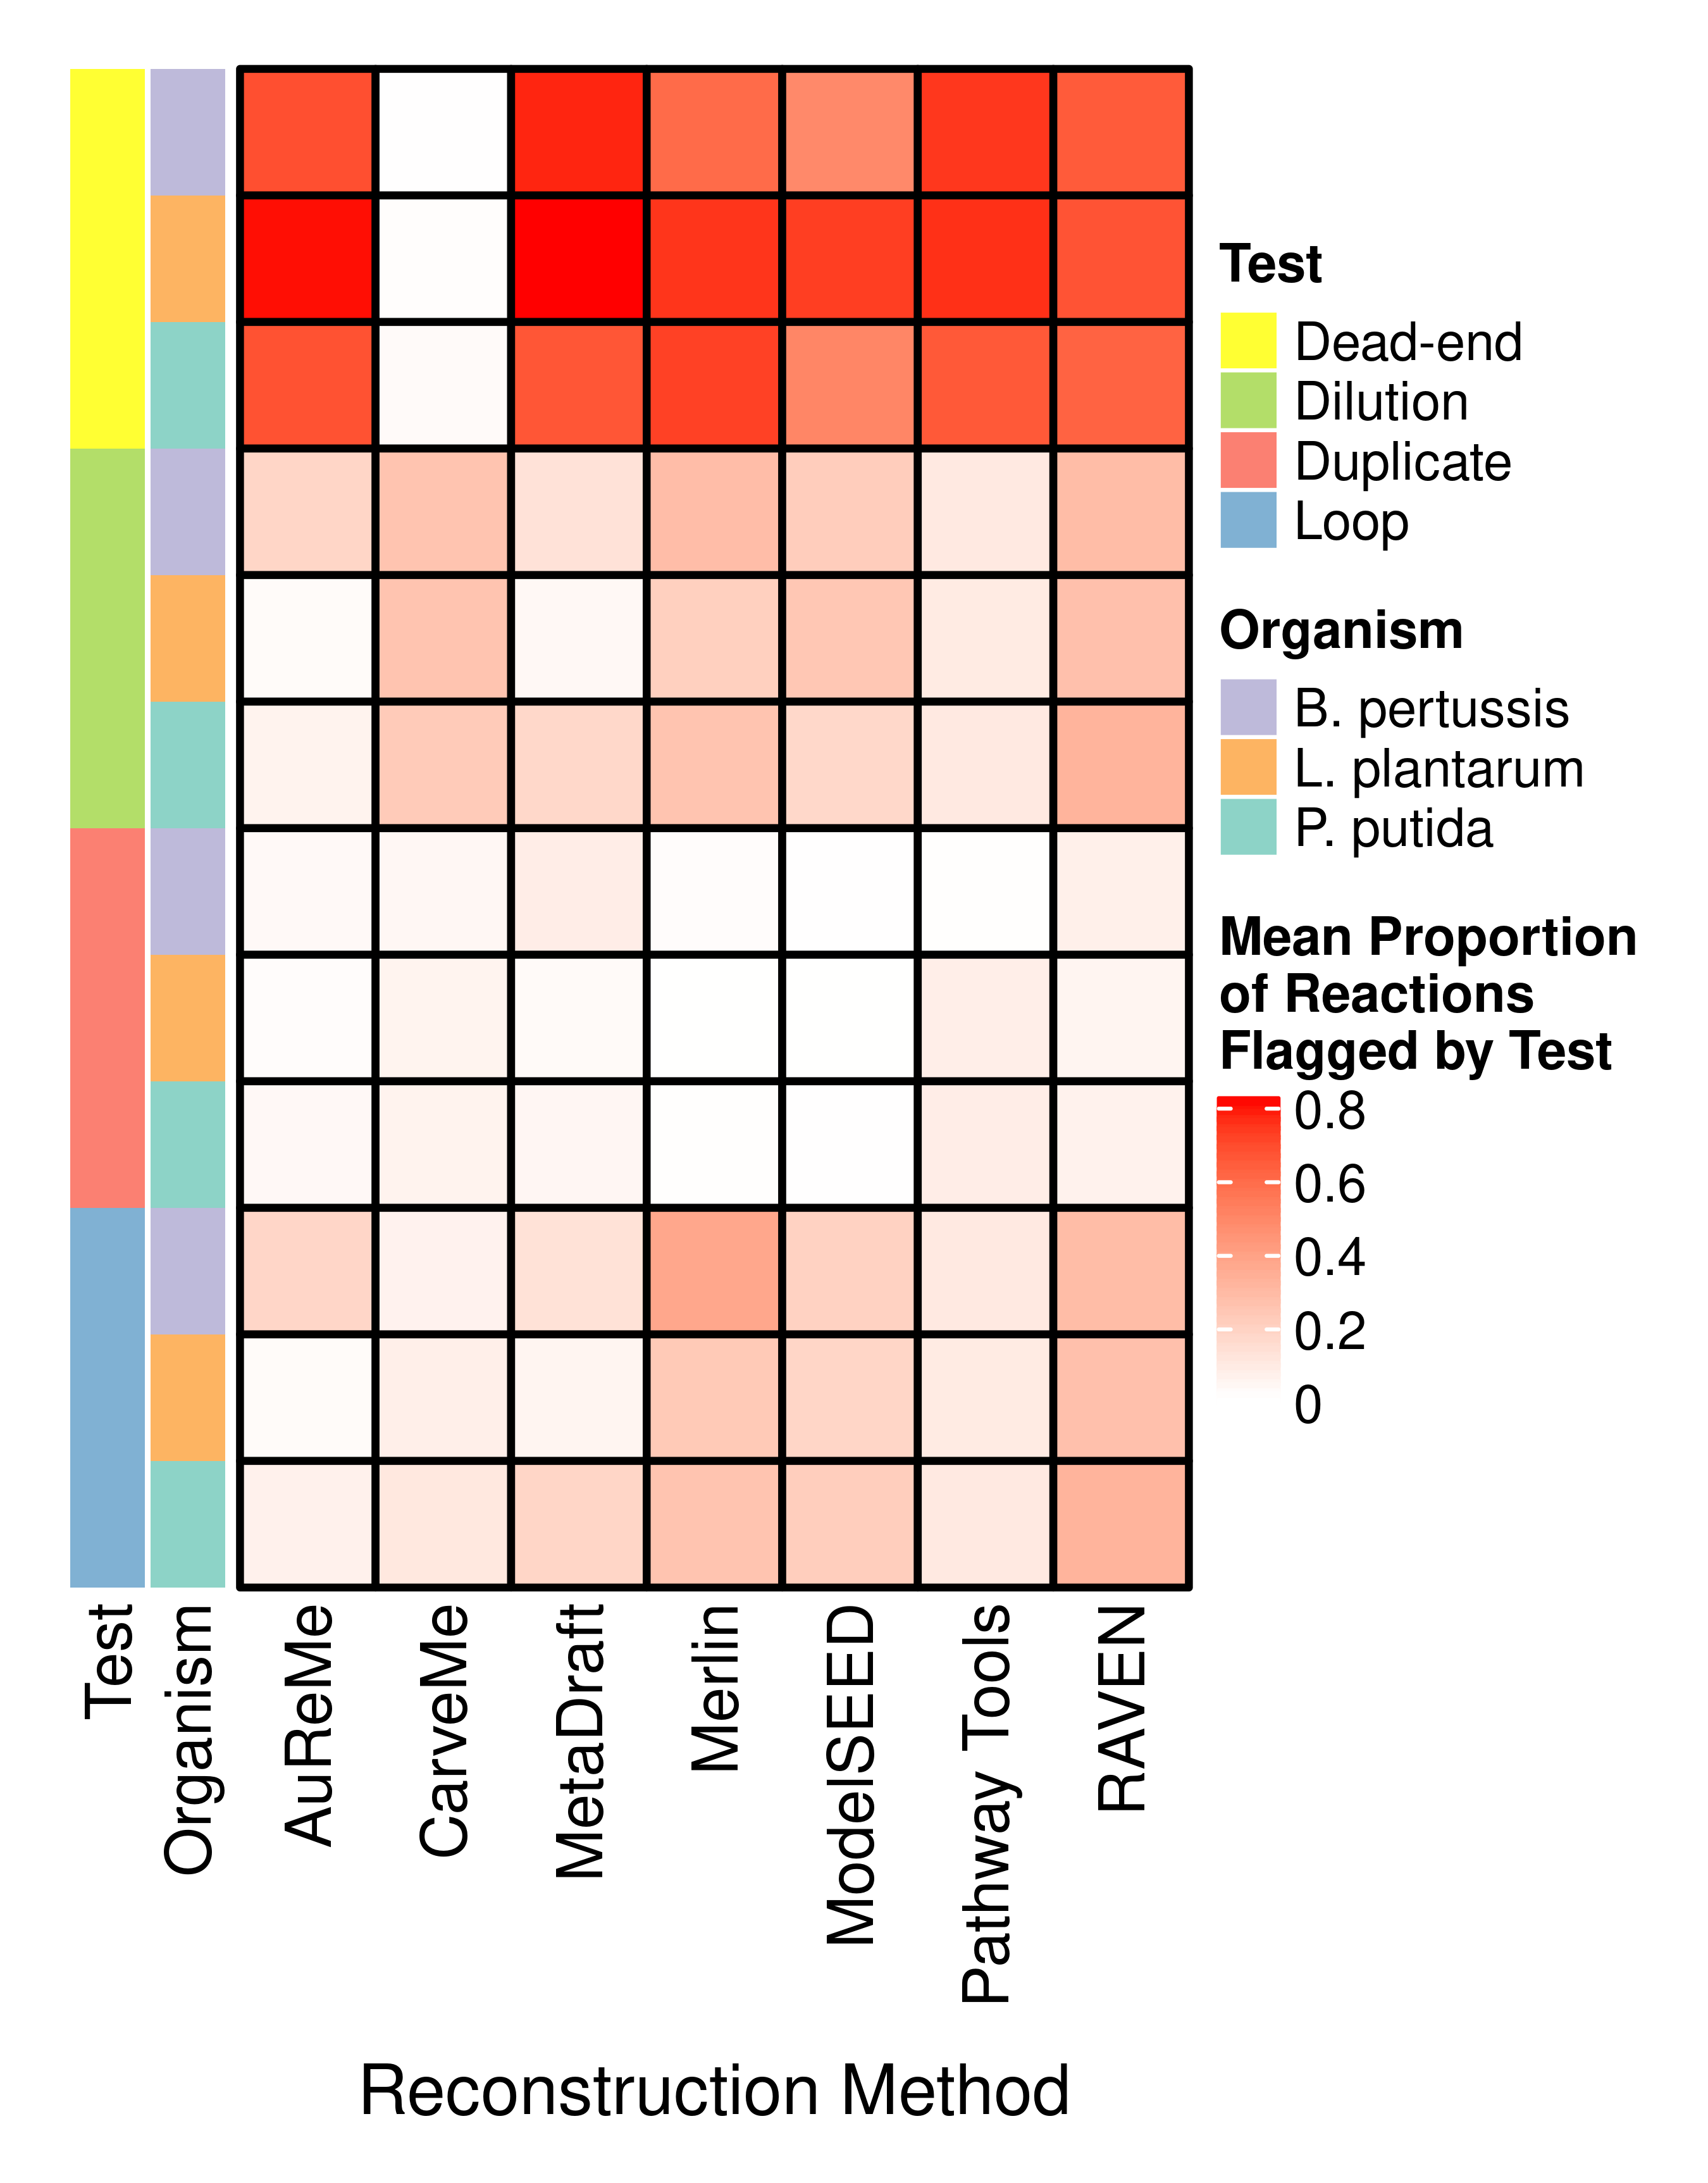 Test
Dead-end
Dilution
Duplicate
Loop
Organism
B. pertussis
L. plantarum
P. putida
Mean Proportion
of Reactions
Flagged by Test
0.8
0.6
0.4
0.2
0
Test
Organism
AuReMe
CarveMe
MetaDraft
Merlin
ModelSEED
Pathway Tools
RAVEN
Reconstruction Method